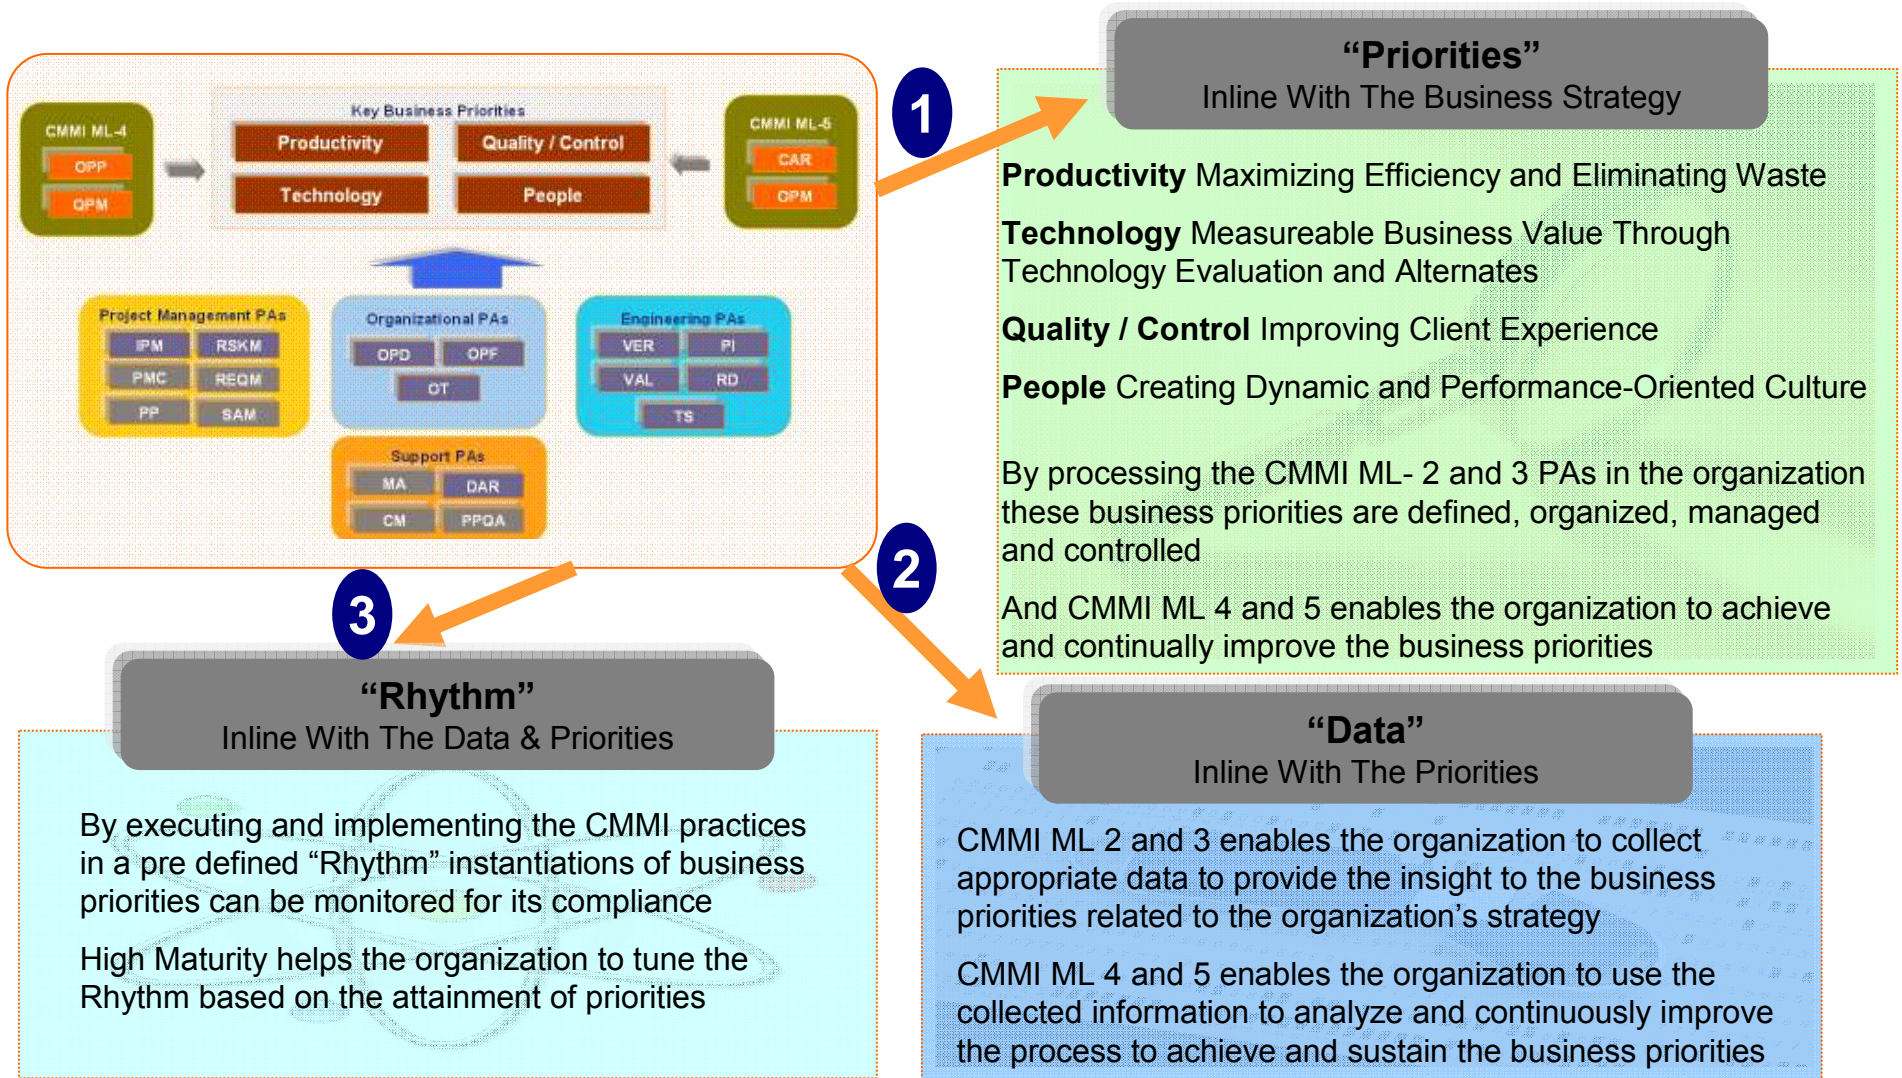 Key Business Priorities
CMMI ML-4
OPP
QPM
Productivity
Quality / Control
Technology
People
CMMI ML-5
CAR
OPM
Project Management PAs
IPM
RSKM
PMC
REQM
PP
SAM
Organizational PAs
OPD
OPF
OT
Engineering PAs
VER
PI
VAL
RD
TS
Support PAs
MA
DAR
CM
PPQA
1
“Priorities”
Inline With The Business Strategy
Productivity Maximizing Efficiency and Eliminating Waste
Technology Measureable Business Value Through
Technology Evaluation and Alternates
Quality / Control Improving Client Experience
People Creating Dynamic and Performance-Oriented Culture
By processing the CMMI ML- 2 and 3 PAs in the organization
these business priorities are defined, organized, managed
and controlled
And CMMI ML 4 and 5 enables the organization to achieve
and continually improve the business priorities
2
“Data”
Inline With The Priorities
CMMI ML 2 and 3 enables the organization to collect
appropriate data to provide the insight to the business
priorities related to the organization’s strategy
CMMI ML 4 and 5 enables the organization to use the
collected information to analyze and continuously improve
the process to achieve and sustain the business priorities
3
“Rhythm”
Inline With The Data & Priorities
By executing and implementing the CMMI practices
in a pre defined “Rhythm” instantiations of business
priorities can be monitored for its compliance
High Maturity helps the organization to tune the
Rhythm based on the attainment of priorities